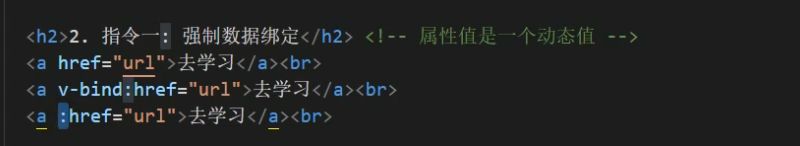 <h2>2. 指令一: 强制数据绑定</h2> <!-- 属性值是一个动态值 -->
<a href="url">去学习</a><br>
<a v-bind:href="url">去学习</a><br>
<a :href="url">去学习</a><br>